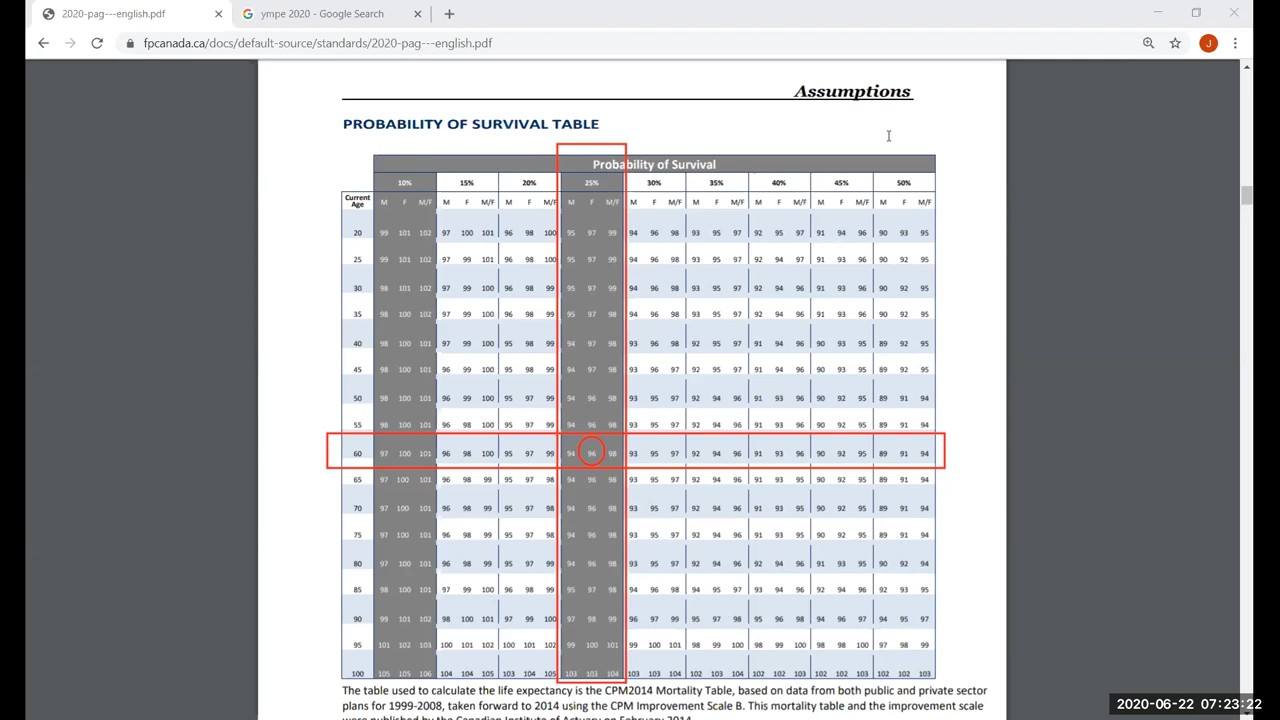 2020-pag---english.pdf
ympe 2020 - Google Search
fpcanada.ca/docs/default-source/standards/2020-pag---english.pdf
J
Assumptions
PROBABILITY OF SURVIVAL TABLE
Probability of Survival
10% 15% 20% 25% 30% 35% 40% 45% 50%
Current Age M F M/F M F M/F M F M/F M F M/F M F M/F M F M/F M F M/F M F M/F M F M/F
20 99 101 102 97 100 101 96 98 100 95 97 99 94 96 98 93 95 97 92 95 97 91 94 96 90 93 95
25 99 101 102 97 99 101 96 98 100 95 97 99 94 96 98 93 95 97 92 94 97 91 93 96 90 92 95
30 98 101 102 97 99 100 96 98 99 95 97 99 94 96 98 93 95 97 92 94 96 91 93 96 90 92 95
35 98 100 102 97 99 100 96 98 99 95 97 98 94 96 98 93 95 97 92 94 96 91 93 96 90 92 95
40 98 100 101 97 99 100 95 98 99 94 97 98 93 96 98 92 95 97 91 94 96 90 93 95 89 92 95
45 98 100 101 96 99 100 95 98 99 94 97 98 93 96 97 92 95 97 91 94 96 90 93 95 89 92 95
50 98 100 101 96 99 100 95 97 99 94 96 98 93 95 97 92 94 96 91 93 96 90 92 95 89 91 94
55 98 100 101 96 98 100 95 97 99 94 96 98 93 95 97 92 94 96 91 93 96 90 92 95 89 91 94
60 97 100 101 96 98 100 95 97 99 94 96 98 93 95 97 92 94 96 91 93 96 90 92 95 89 91 94
65 97 100 101 96 98 99 95 97 98 94 96 98 93 95 97 92 94 96 91 93 95 90 92 95 89 91 94
70 97 100 101 96 98 99 95 97 98 94 96 98 93 95 97 92 94 96 91 93 95 90 92 95 89 91 94
75 97 100 101 96 98 99 95 97 98 94 96 98 93 95 97 92 94 96 91 93 95 90 92 95 89 91 94
80 97 100 101 96 98 99 95 97 98 94 96 98 93 95 97 92 94 96 92 94 96 91 93 95 90 92 94
85 98 100 101 97 99 100 96 98 99 95 97 98 94 96 98 94 95 97 93 94 96 92 94 96 92 93 95
90 99 101 102 98 100 101 97 99 100 97 98 99 96 97 99 95 97 98 95 96 98 94 96 97 94 95 97
95 101 102 103 100 101 102 100 101 102 99 100 101 99 100 101 98 99 100 98 99 100 98 99 100 97 98 99
100 105 105 106 104 104 105 103 104 105 103 103 104 103 103 104 102 103 104 102 103 103 102 102 103 102 102 103
The table used to calculate the life expectancy is the CPM2014 Mortality Table, based on data from both public and private sector
plans for 1999-2008, taken forward to 2014 using the CPM Improvement Scale B. This mortality table and the improvement scale
were published by the Canadian Institute of Actuary on February 2014
2020-06-22 07:23:22